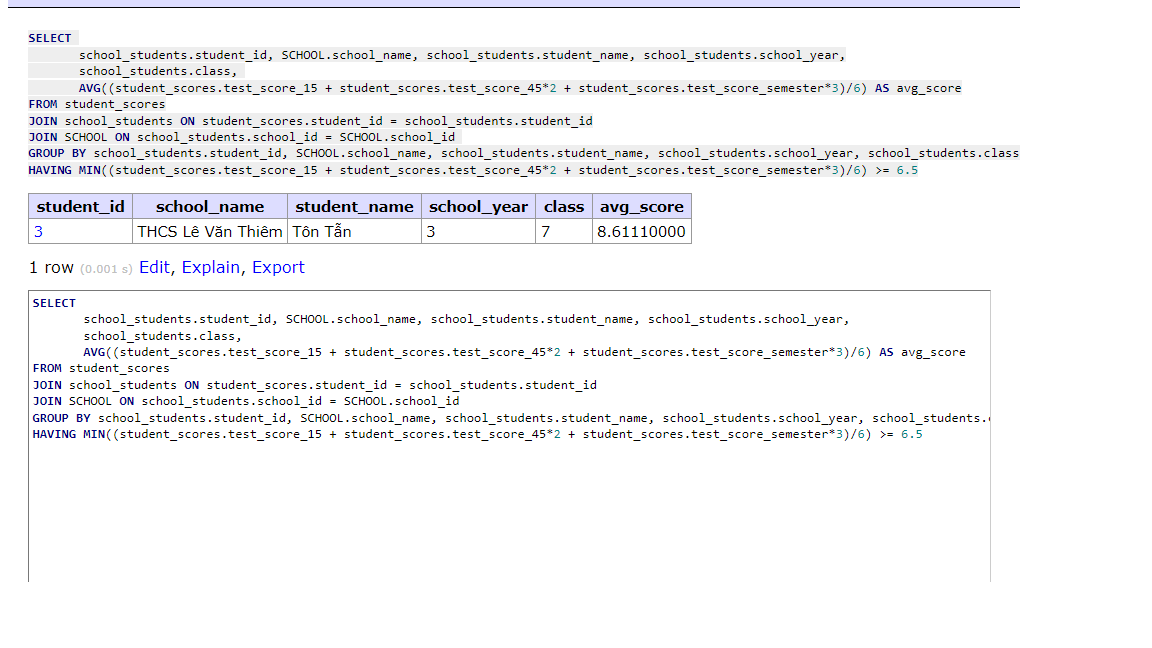 SELECT
school_students.student_id, SCHOOL.school_name, school_students.student_name, school_students.school_year,
school_students.class,
AVG((student_scores.test_score_15 + student_scores.test_score_45*2 + student_scores.test_score_semester*3)/6) AS avg_score
FROM student_scores
JOIN school_students ON student_scores.student_id = school_students.student_id
JOIN SCHOOL ON school_students.school_id = SCHOOL.school_id
GROUP BY school_students.student_id, SCHOOL.school_name, school_students.student_name, school_students.school_year, school_students.class
HAVING MIN((student_scores.test_score_15 + student_scores.test_score_45*2 + student_scores.test_score_semester*3)/6) >= 6.5
student_id school_name student_name school_year class avg_score
3 THCS Lê Văn Thiêm Tôn Tẫn 3 7 8.61110000
1 row (0.001 s) Edit, Explain, Export
SELECT
school_students.student_id, SCHOOL.school_name, school_students.student_name, school_students.school_year,
school_students.class,
AVG((student_scores.test_score_15 + student_scores.test_score_45*2 + student_scores.test_score_semester*3)/6) AS avg_score
FROM student_scores
JOIN school_students ON student_scores.student_id = school_students.student_id
JOIN SCHOOL ON school_students.school_id = SCHOOL.school_id
GROUP BY school_students.student_id, SCHOOL.school_name, school_students.student_name, school_students.school_year, school_students.
HAVING MIN((student_scores.test_score_15 + student_scores.test_score_45*2 + student_scores.test_score_semester*3)/6) >= 6.5